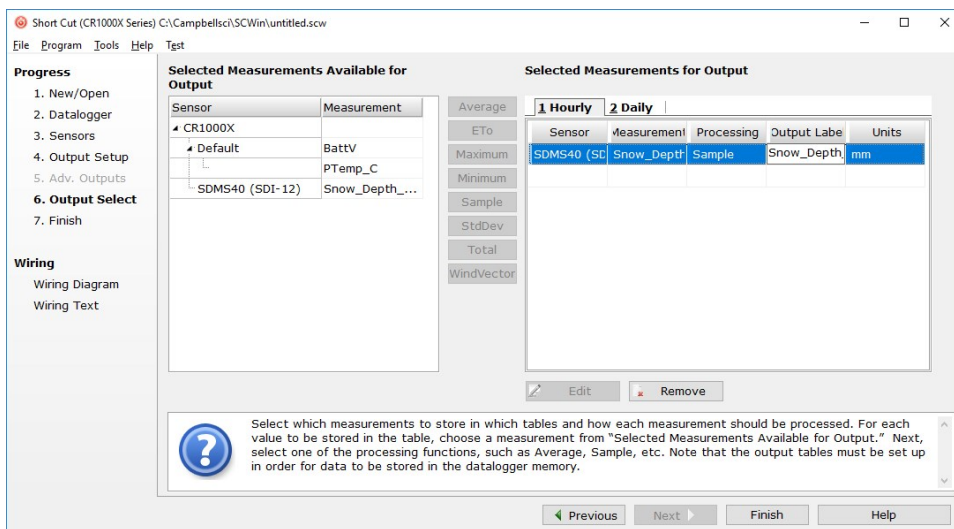 Short Cut (CR1000X Series) C:\Campbellsci\SCWin\untitled.scw
File Program Tools Help Test
Progress
1. New/Open
2. Datalogger
3. Sensors
4. Output Setup
5. Adv. Outputs
6. Output Select
7. Finish
Wiring
Wiring Diagram
Wiring Text
Selected Measurements Available for
Output
Sensor Measurement
CR1000X
Default BattV
PTemp_C
SDMS40 (SDI-12) Snow_Depth_...
Average
ETo
Maximum
Minimum
Sample
StdDev
Total
WindVector
Selected Measurements for Output
1 Hourly 2 Daily
Sensor Measurement Processing Output Labe Units
SDMS40 (SD Snow_Depth Sample Snow_Depth_ mm
Edit Remove
Select which measurements to store in which tables and how each measurement should be processed. For each
value to be stored in the table, choose a measurement from “Selected Measurements Available for Output.” Next,
select one of the processing functions, such as Average, Sample, etc. Note that the output tables must be set up
in order for data to be stored in the datalogger memory.
Previous Next Finish Help